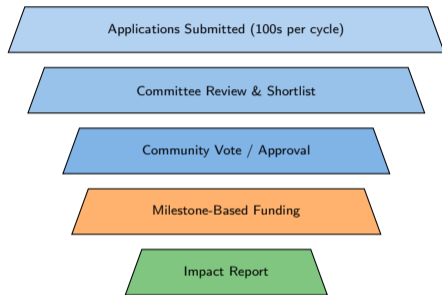 Applications Submitted (100s per cycle)
Committee Review & Shortlist
Community Vote / Approval
Milestone-Based Funding
Impact Report